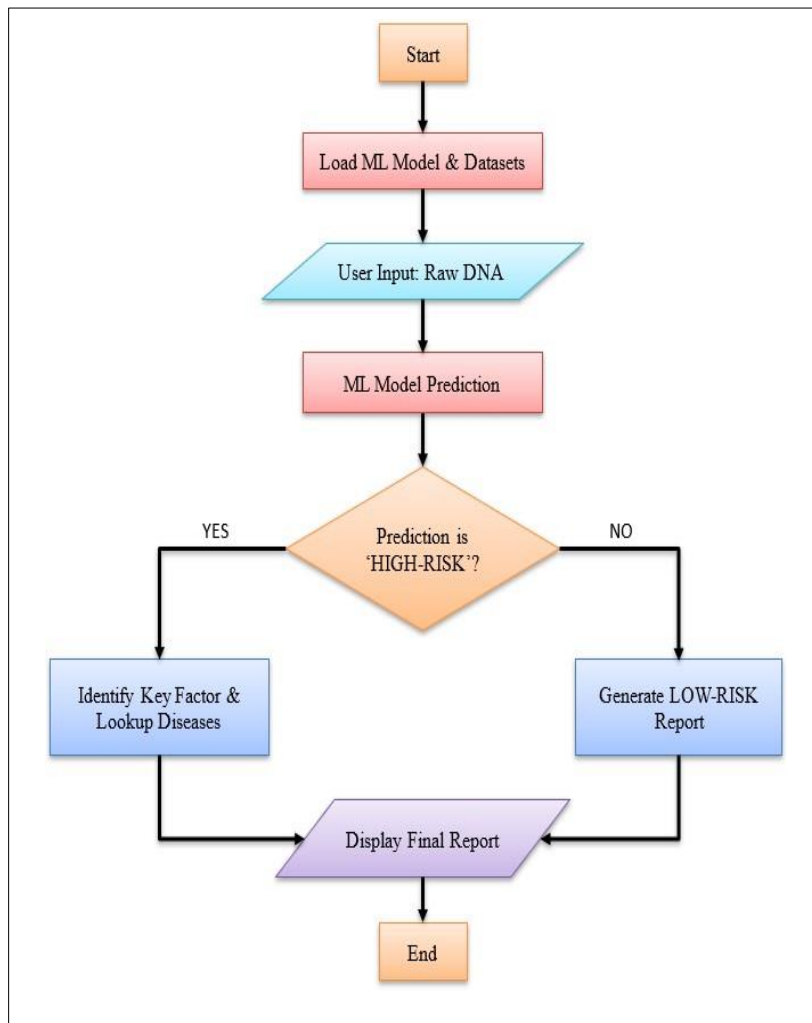 Start
Load ML Model & Datasets
User Input: Raw DNA
ML Model Prediction
Prediction is
‘HIGH-RISK’?
YES
NO
Identify Key Factor &
Lookup Diseases
Generate LOW-RISK
Report
Display Final Report
End